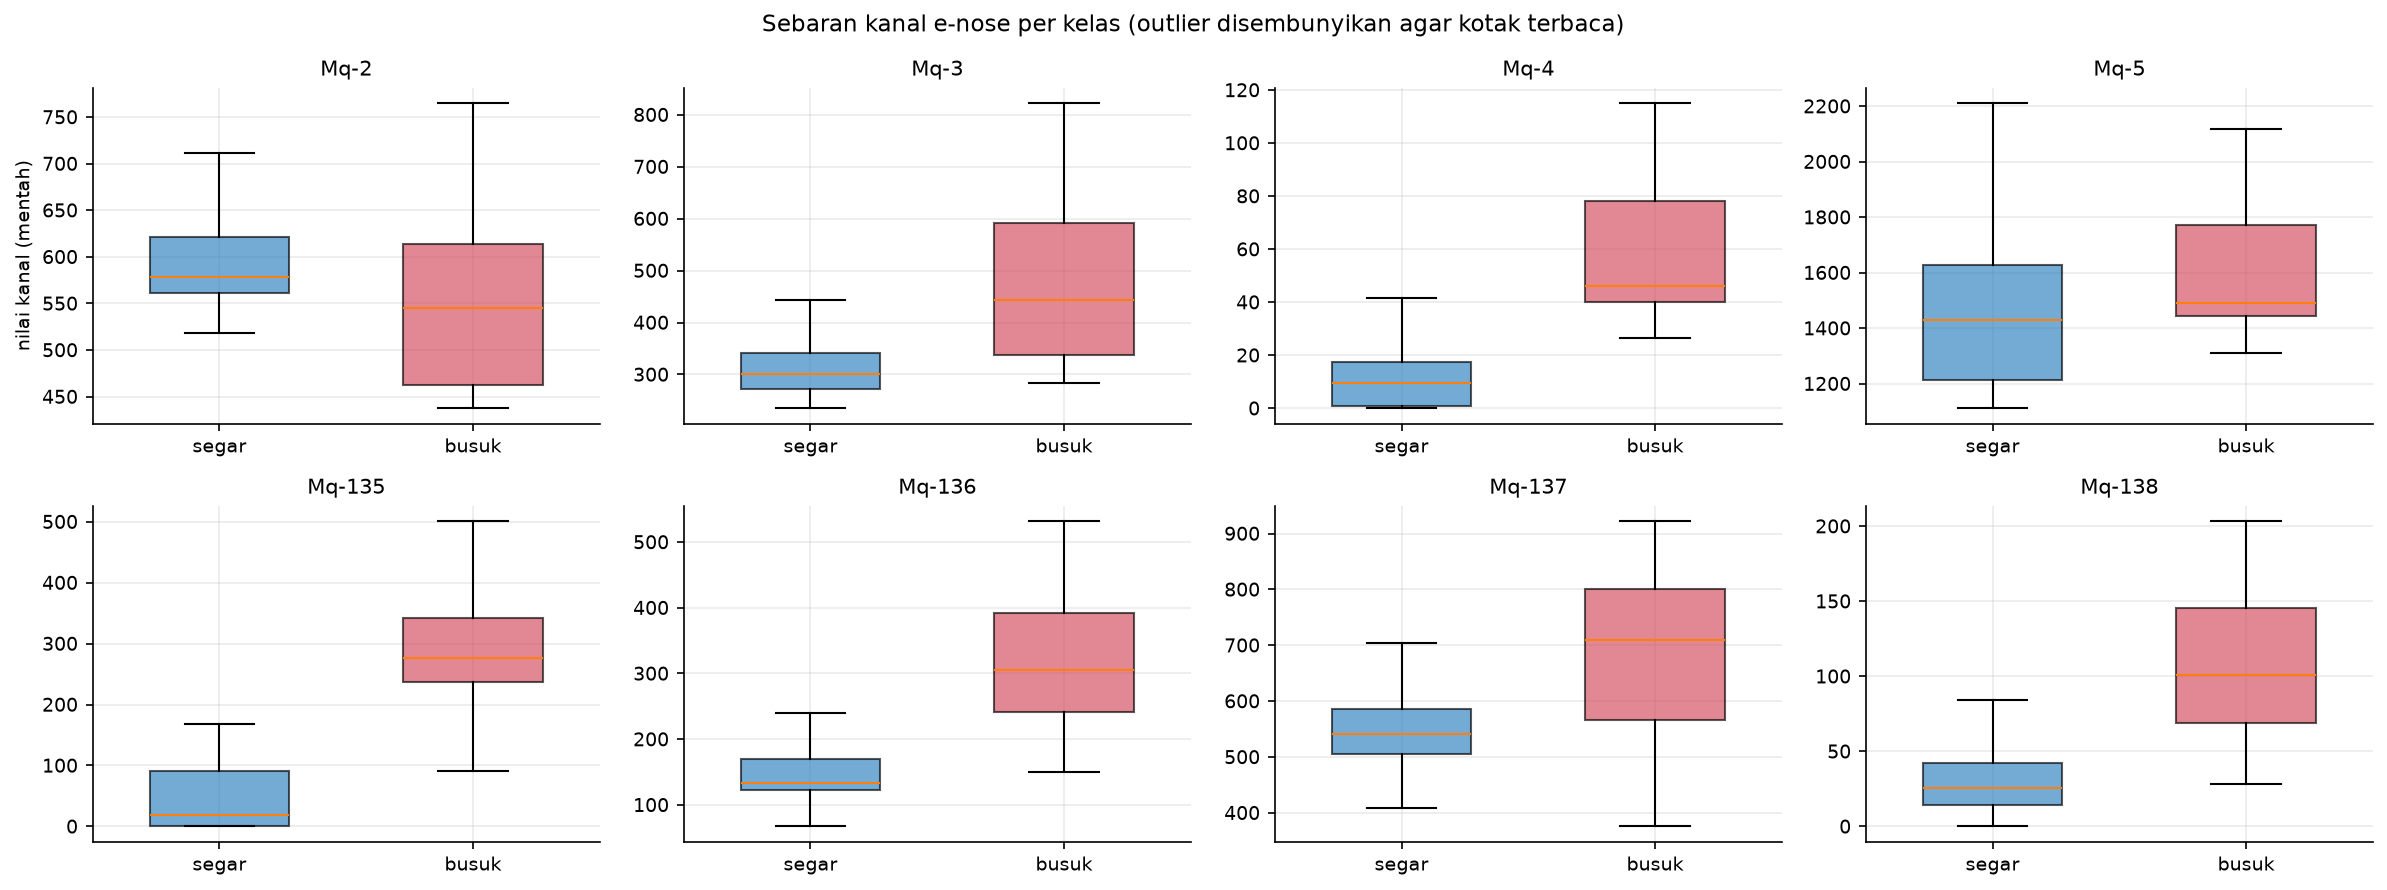 Sebaran kanal e-nose per kelas (outlier disembunyikan agar kotak terbaca)
Mq-2
Mq-3
Mq-4
Mq-5
nilai kanal (mentah)
750
700
650
600
550
500
450
segar
busuk
800
700
600
500
400
300
segar
busuk
120
100
80
60
40
20
0
segar
busuk
2200
2000
1800
1600
1400
1200
segar
busuk
Mq-135
Mq-136
Mq-137
Mq-138
500
400
300
200
100
0
segar
busuk
500
400
300
200
100
segar
busuk
900
800
700
600
500
400
segar
busuk
200
150
100
50
0
segar
busuk